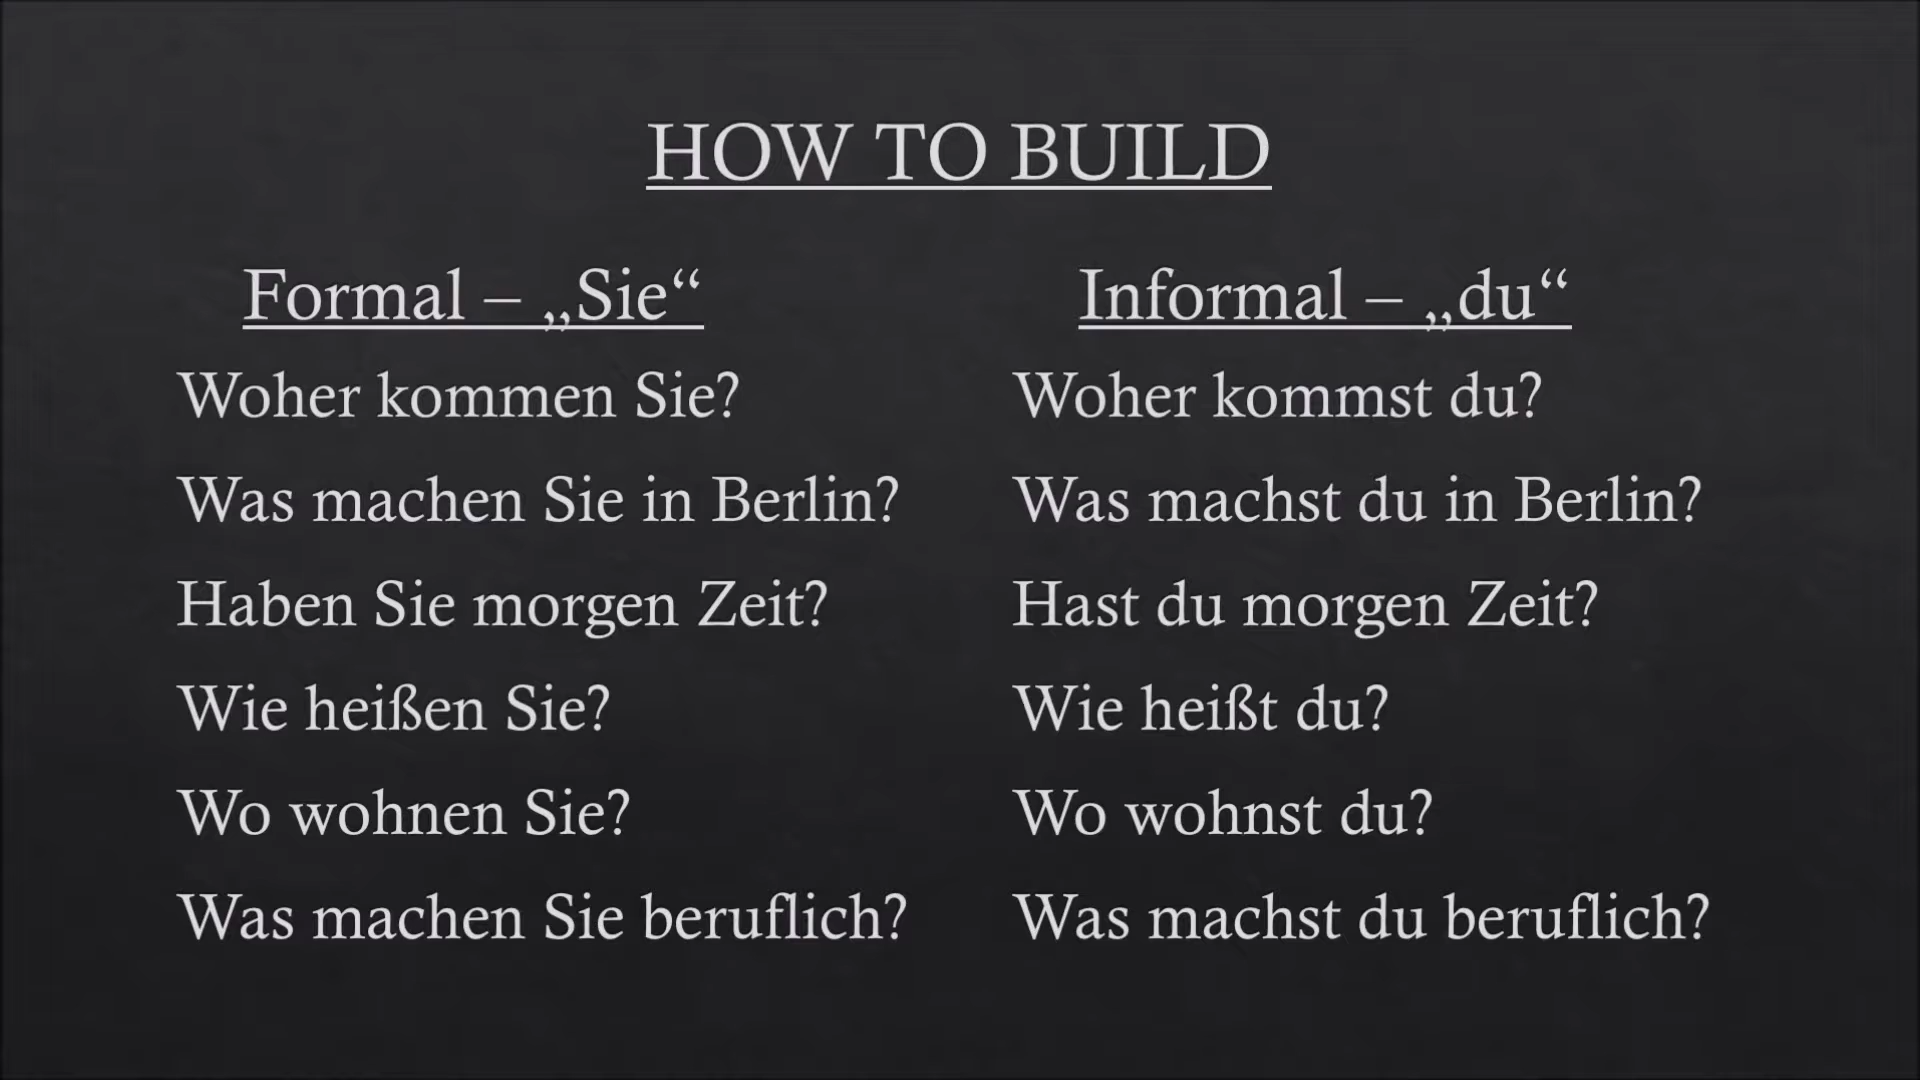 HOW TO BUILD
Formal – „Sie“
Woher kommen Sie?
Was machen Sie in Berlin?
Haben Sie morgen Zeit?
Wie heißen Sie?
Wo wohnen Sie?
Was machen Sie beruflich?
Informal – „du“
Woher kommst du?
Was machst du in Berlin?
Hast du morgen Zeit?
Wie heißt du?
Wo wohnst du?
Was machst du beruflich?